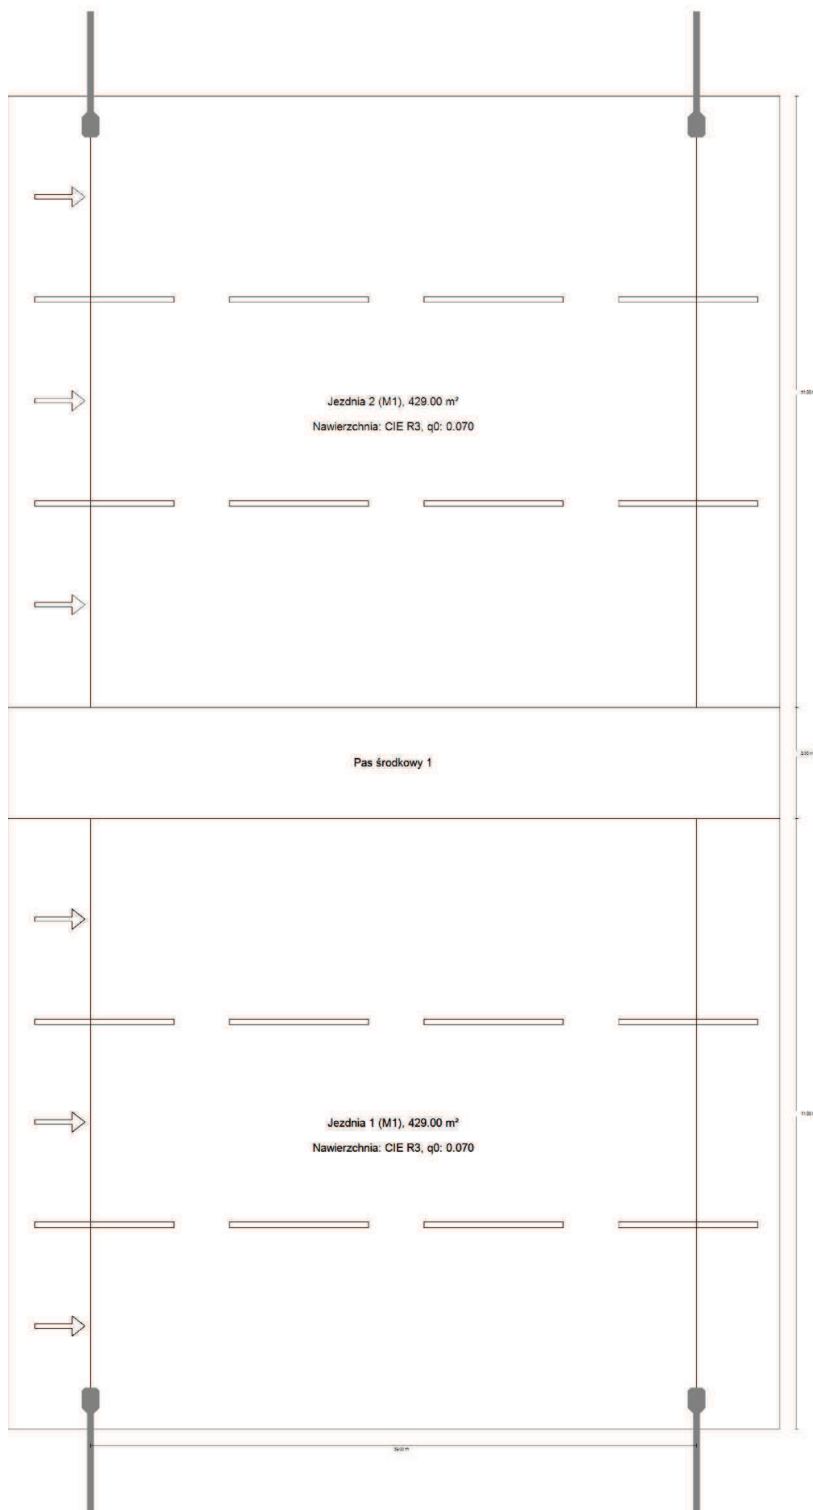 Jezdnia 2 (M1), 429.00 m²
Nawierzchnia: CIE R3, q0: 0.070
Pas środkowy 1
Jezdnia 1 (M1), 429.00 m²
Nawierzchnia: CIE R3, q0: 0.070